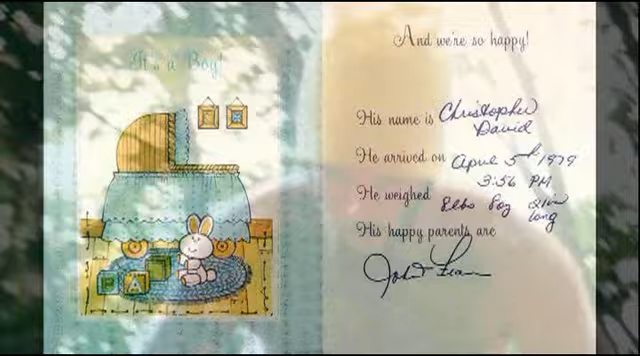 It's a Boy!
And we're so happy!
His name is Christopher
David
He arrived on April 5th 1979
3:56 PM
He weighed 8lbs 8oz 21in
long
His happy parents are
John &
B A